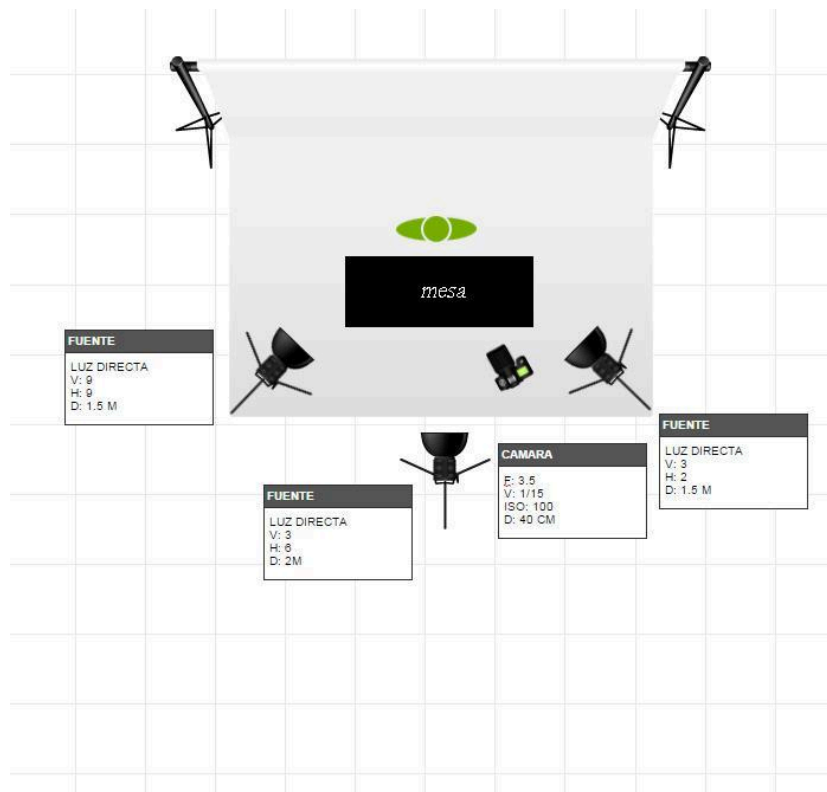 mesa
FUENTE
LUZ DIRECTA
V: 9
H: 9
D: 1.5 M
FUENTE
LUZ DIRECTA
V: 3
H: 2
D: 1.5 M
CAMARA
F: 3.5
V: 1/15
ISO: 100
D: 40 CM
FUENTE
LUZ DIRECTA
V: 3
H: 6
D: 2M